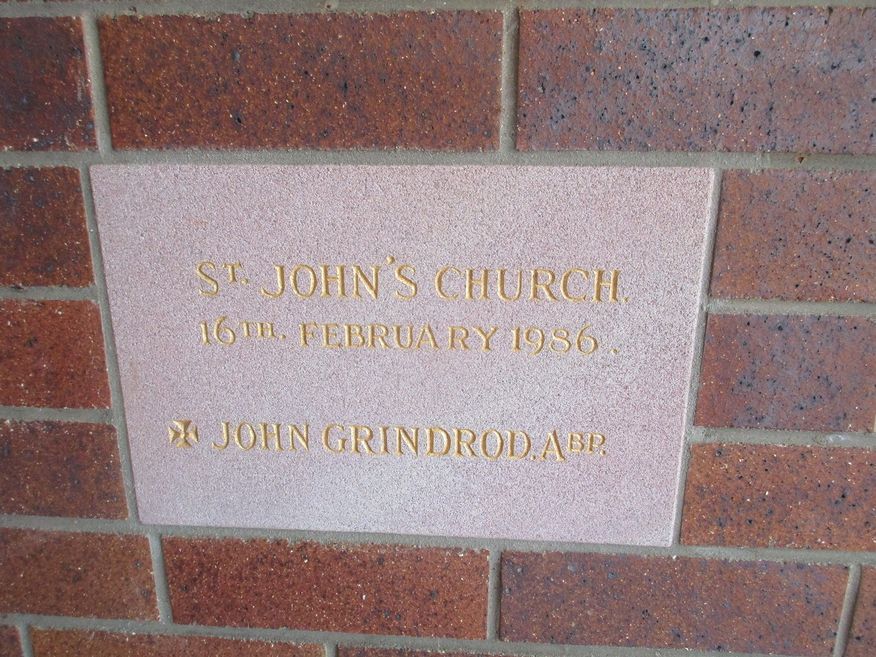 ST. JOHN'S CHURCH.
16TH. FEBRUARY 1986.
✠ JOHN GRINDROD. ABP.